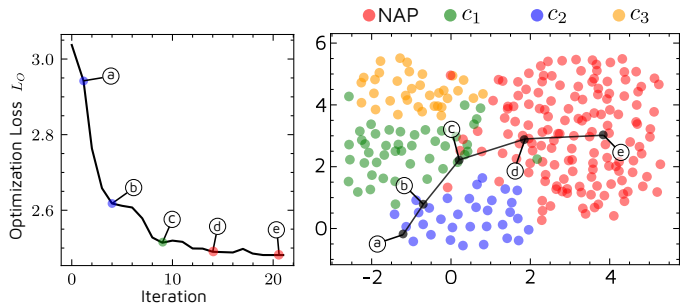 NAP c₁ c₂ c₃
Optimization Loss L_O
3.0
2.8
2.6
a
b
c
d
e
0 10 20
Iteration
6
4
2
0
c
b
a
d
e
-2 0 2 4